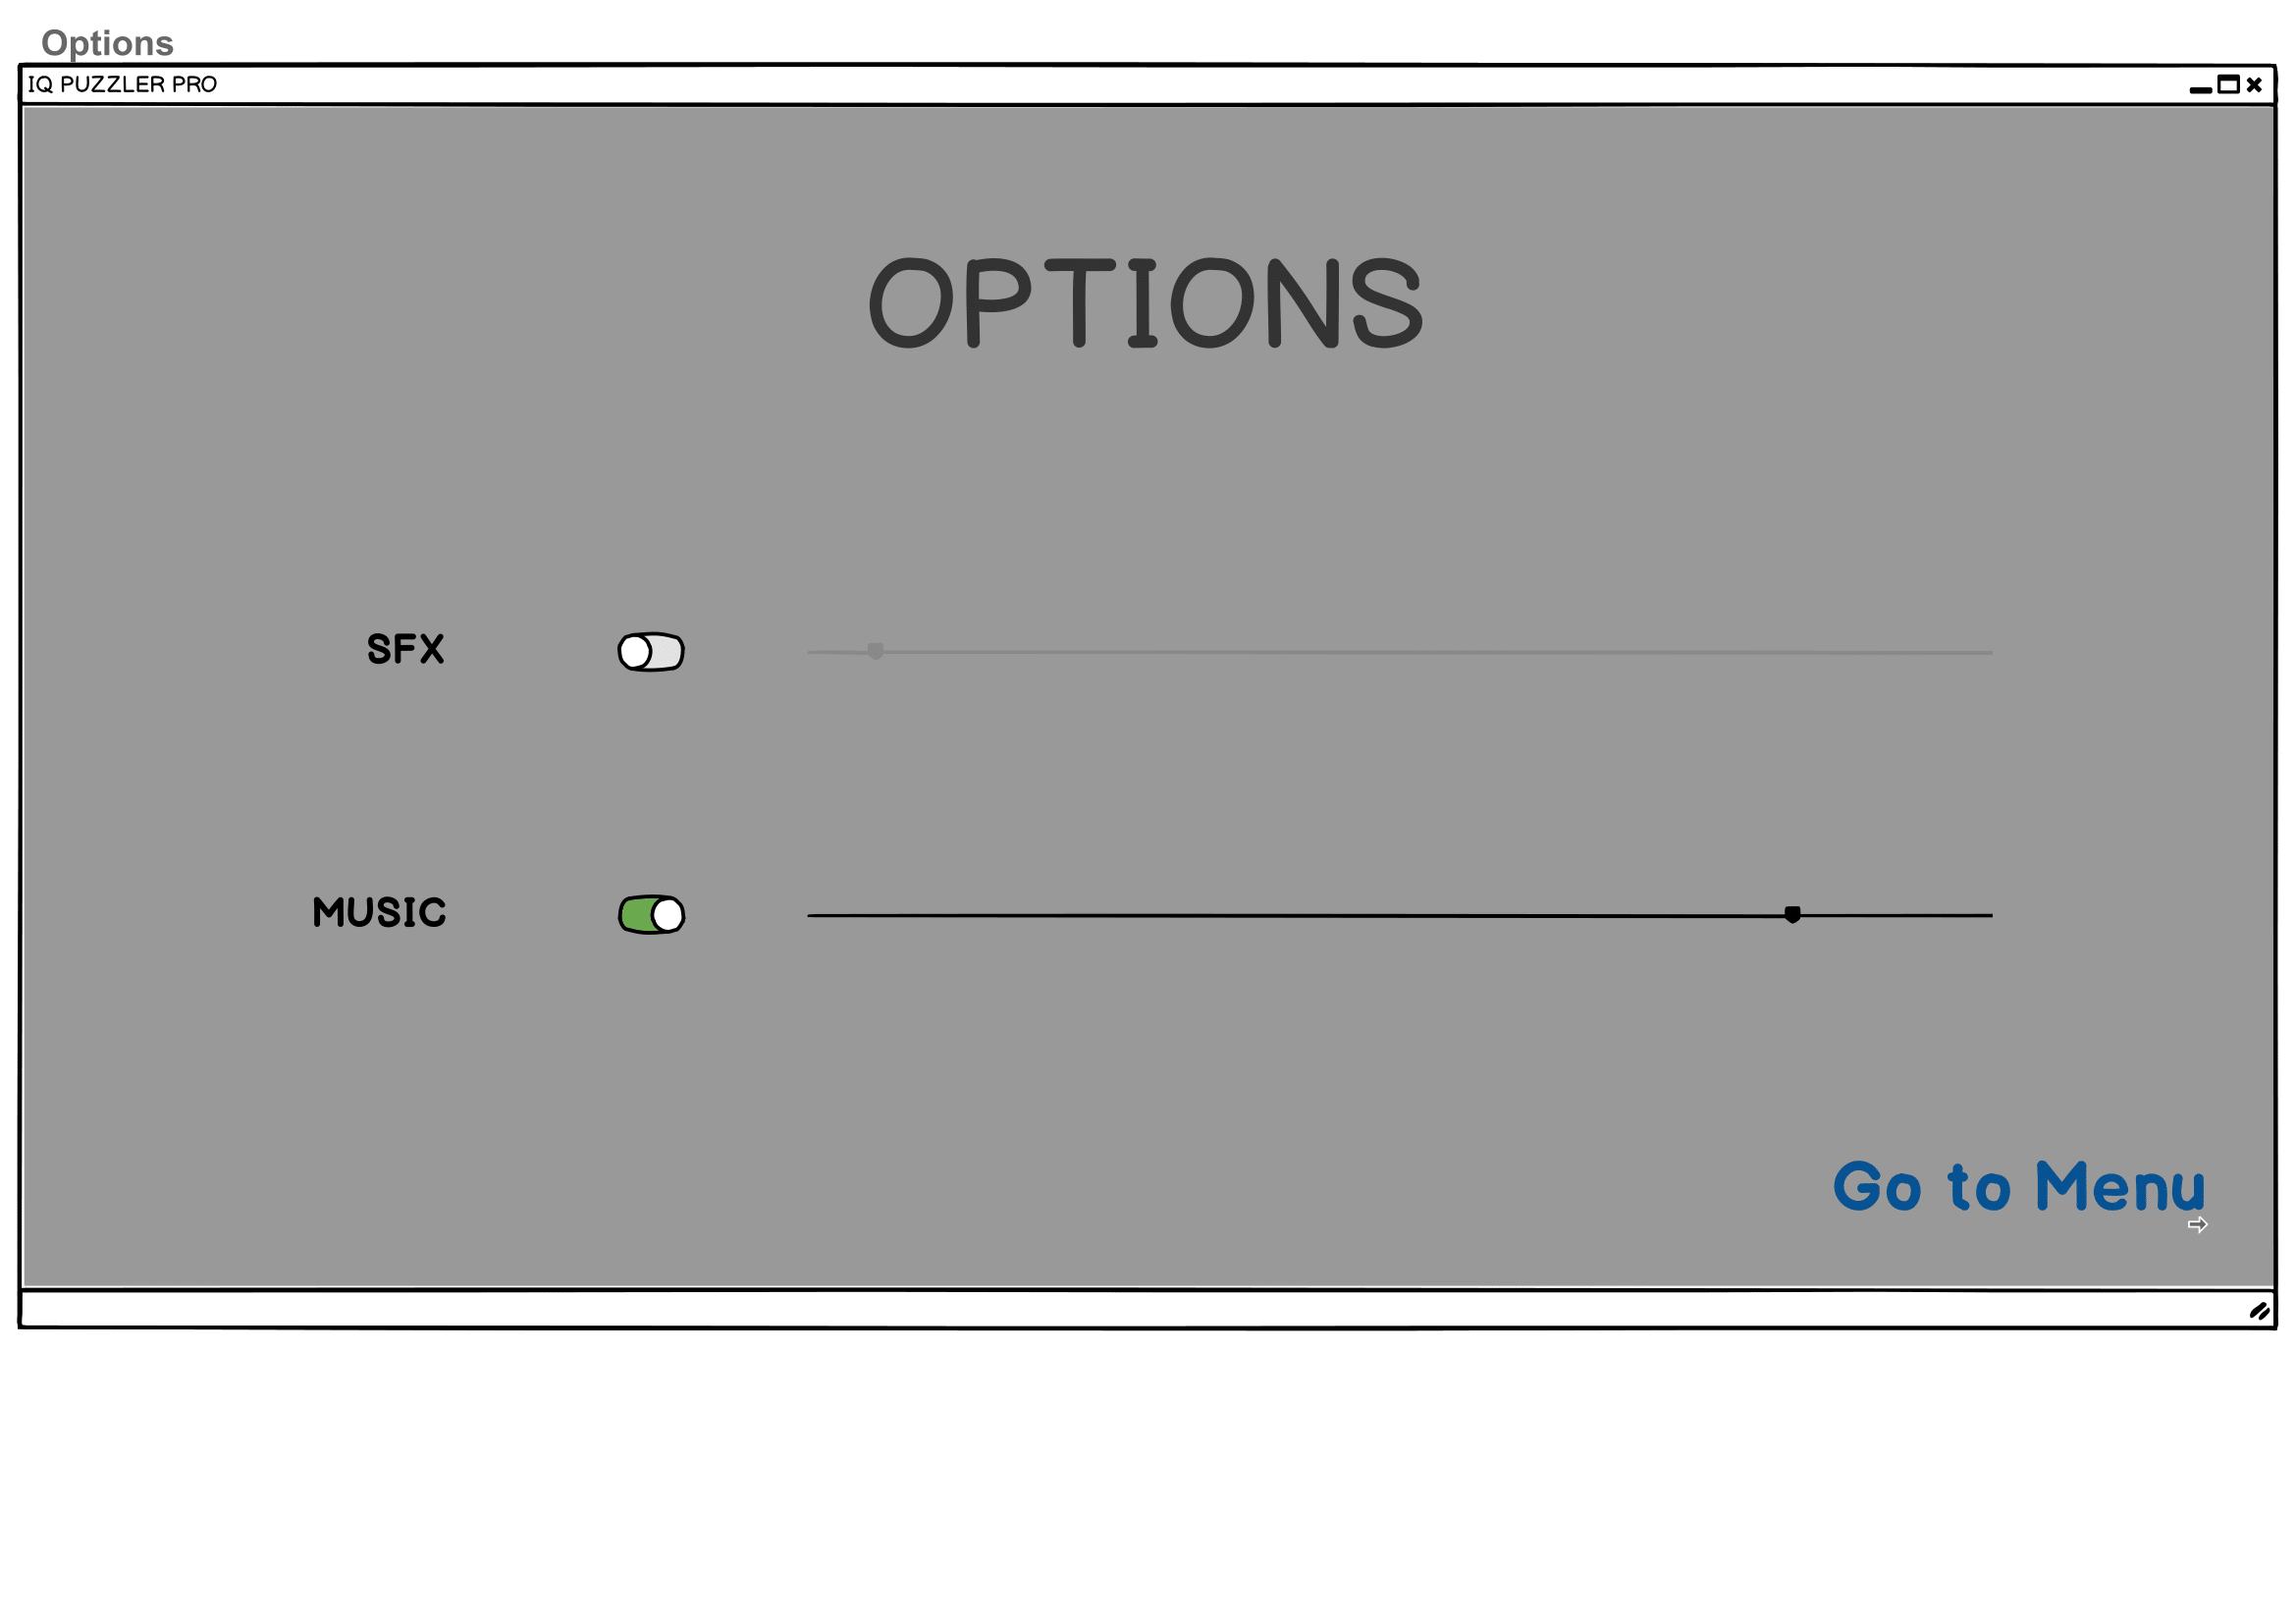 Options
IQ PUZZLER PRO
OPTIONS
SFX
MUSIC
Go to Menu